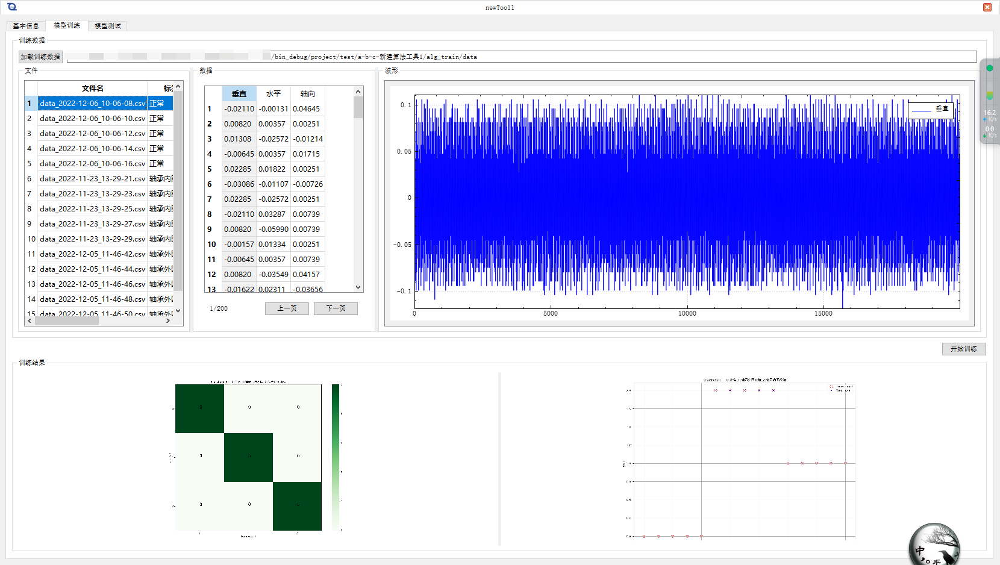 newTool1
基本信息 模型训练 模型测试
训练数据
加载训练数据 /bin_debug/project/test/a-b-c-新建算法工具1/alg_train/data
文件
文件名
1 data_2022-12-06_10-06-08.csv 正常
2 data_2022-12-06_10-06-10.csv 正常
3 data_2022-12-06_10-06-12.csv 正常
4 data_2022-12-06_10-06-14.csv 正常
5 data_2022-12-06_10-06-16.csv 正常
6 data_2022-11-23_13-29-21.csv 轴承内
7 data_2022-11-23_13-29-23.csv 轴承内
8 data_2022-11-23_13-29-25.csv 轴承内
9 data_2022-11-23_13-29-27.csv 轴承内
10 data_2022-11-23_13-29-29.csv 轴承内
11 data_2022-12-05_11-46-42.csv 轴承外
12 data_2022-12-05_11-46-44.csv 轴承外
13 data_2022-12-05_11-46-46.csv 轴承外
14 data_2022-12-05_11-46-48.csv 轴承外
15 data_2022-12-05_11-46-50.csv 轴承外
数据
垂直 水平 轴向
1 -0.02110 -0.00131 0.04645
2 0.00820 0.00357 0.00251
3 0.01308 -0.02572 -0.01214
4 -0.00645 0.00357 0.01715
5 0.02285 0.01822 0.00251
6 -0.03086 -0.01107 -0.00726
7 0.02285 -0.02572 0.00251
8 -0.02110 0.03287 0.00739
9 0.00820 -0.05990 0.00739
10 -0.00157 0.01334 0.00251
11 -0.00645 0.00357 0.00739
12 0.00820 -0.03549 0.04157
13 -0.01622 0.02311 -0.03656
1/200 上一页 下一页
波形
垂直
0.1
0.05
0
-0.05
-0.1
0 5000 10000 15000
16.2
K/s
0.0
K/s
开始训练
训练结果
0 0
0
0 0
中
半